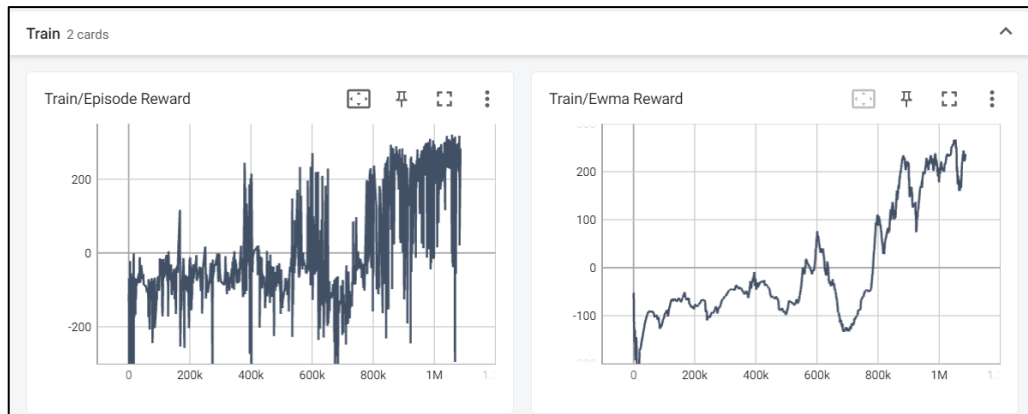 Train 2 cards
Train/Episode Reward
200
0
-200
0 200k 400k 600k 800k 1M
Train/Ewma Reward
200
100
0
-100
0 200k 400k 600k 800k 1M